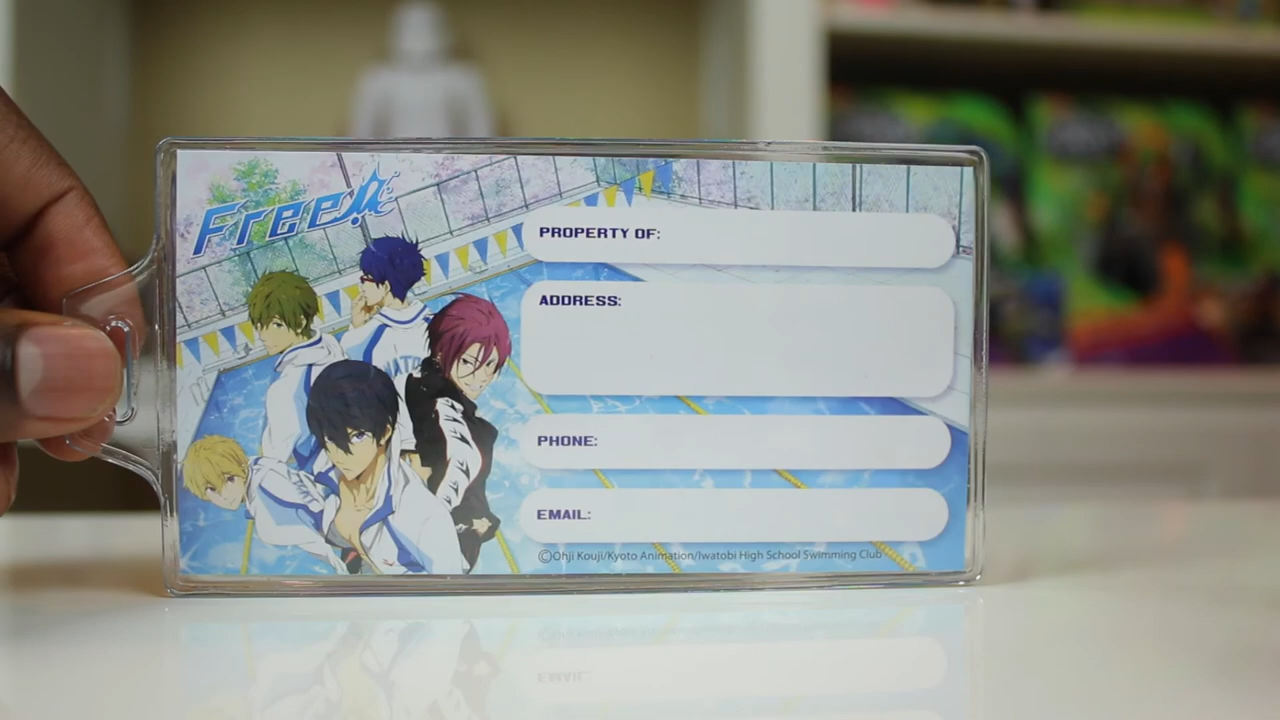 Free!
PROPERTY OF:
ADDRESS:
PHONE:
EMAIL:
©Ohji Kouji/Kyoto Animation/Iwatobi High School Swimming Club